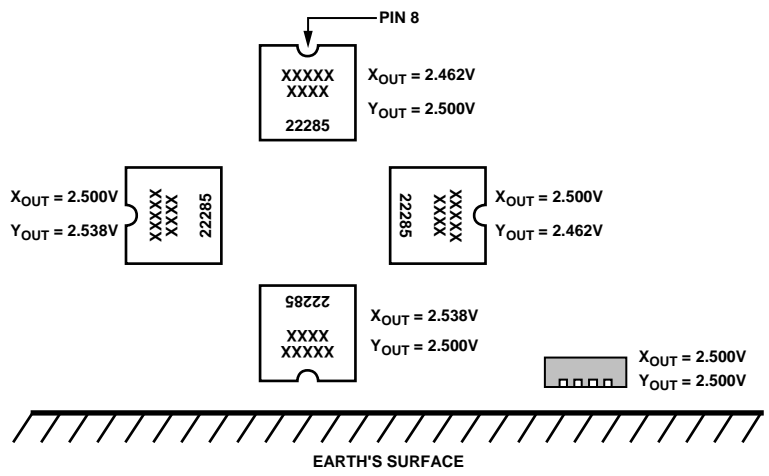 PIN 8
XXXXX
XXXX
22285
XOUT = 2.462V
YOUT = 2.500V
XOUT = 2.500V
YOUT = 2.538V
XXXXX
XXXX
22285
22285
XXXX
XXXXX
XOUT = 2.500V
YOUT = 2.462V
22285
XXXX
XXXXX
XOUT = 2.538V
YOUT = 2.500V
XOUT = 2.500V
YOUT = 2.500V
EARTH'S SURFACE